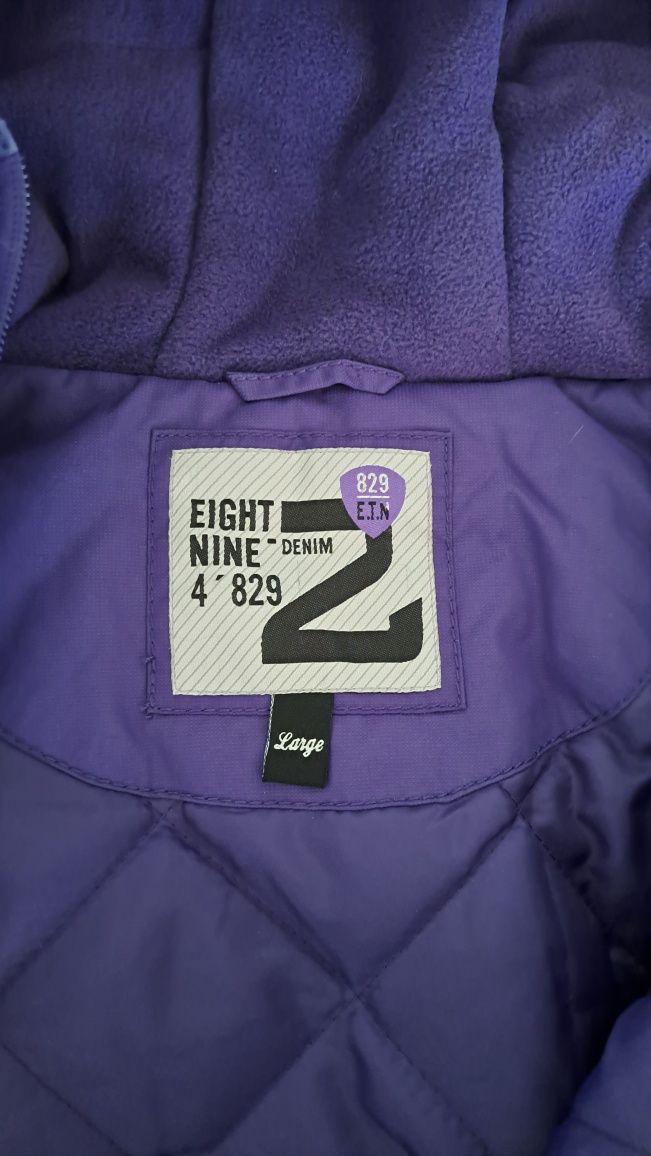 829
E.T.N
EIGHT 2
NINE - DENIM
4´829
Large